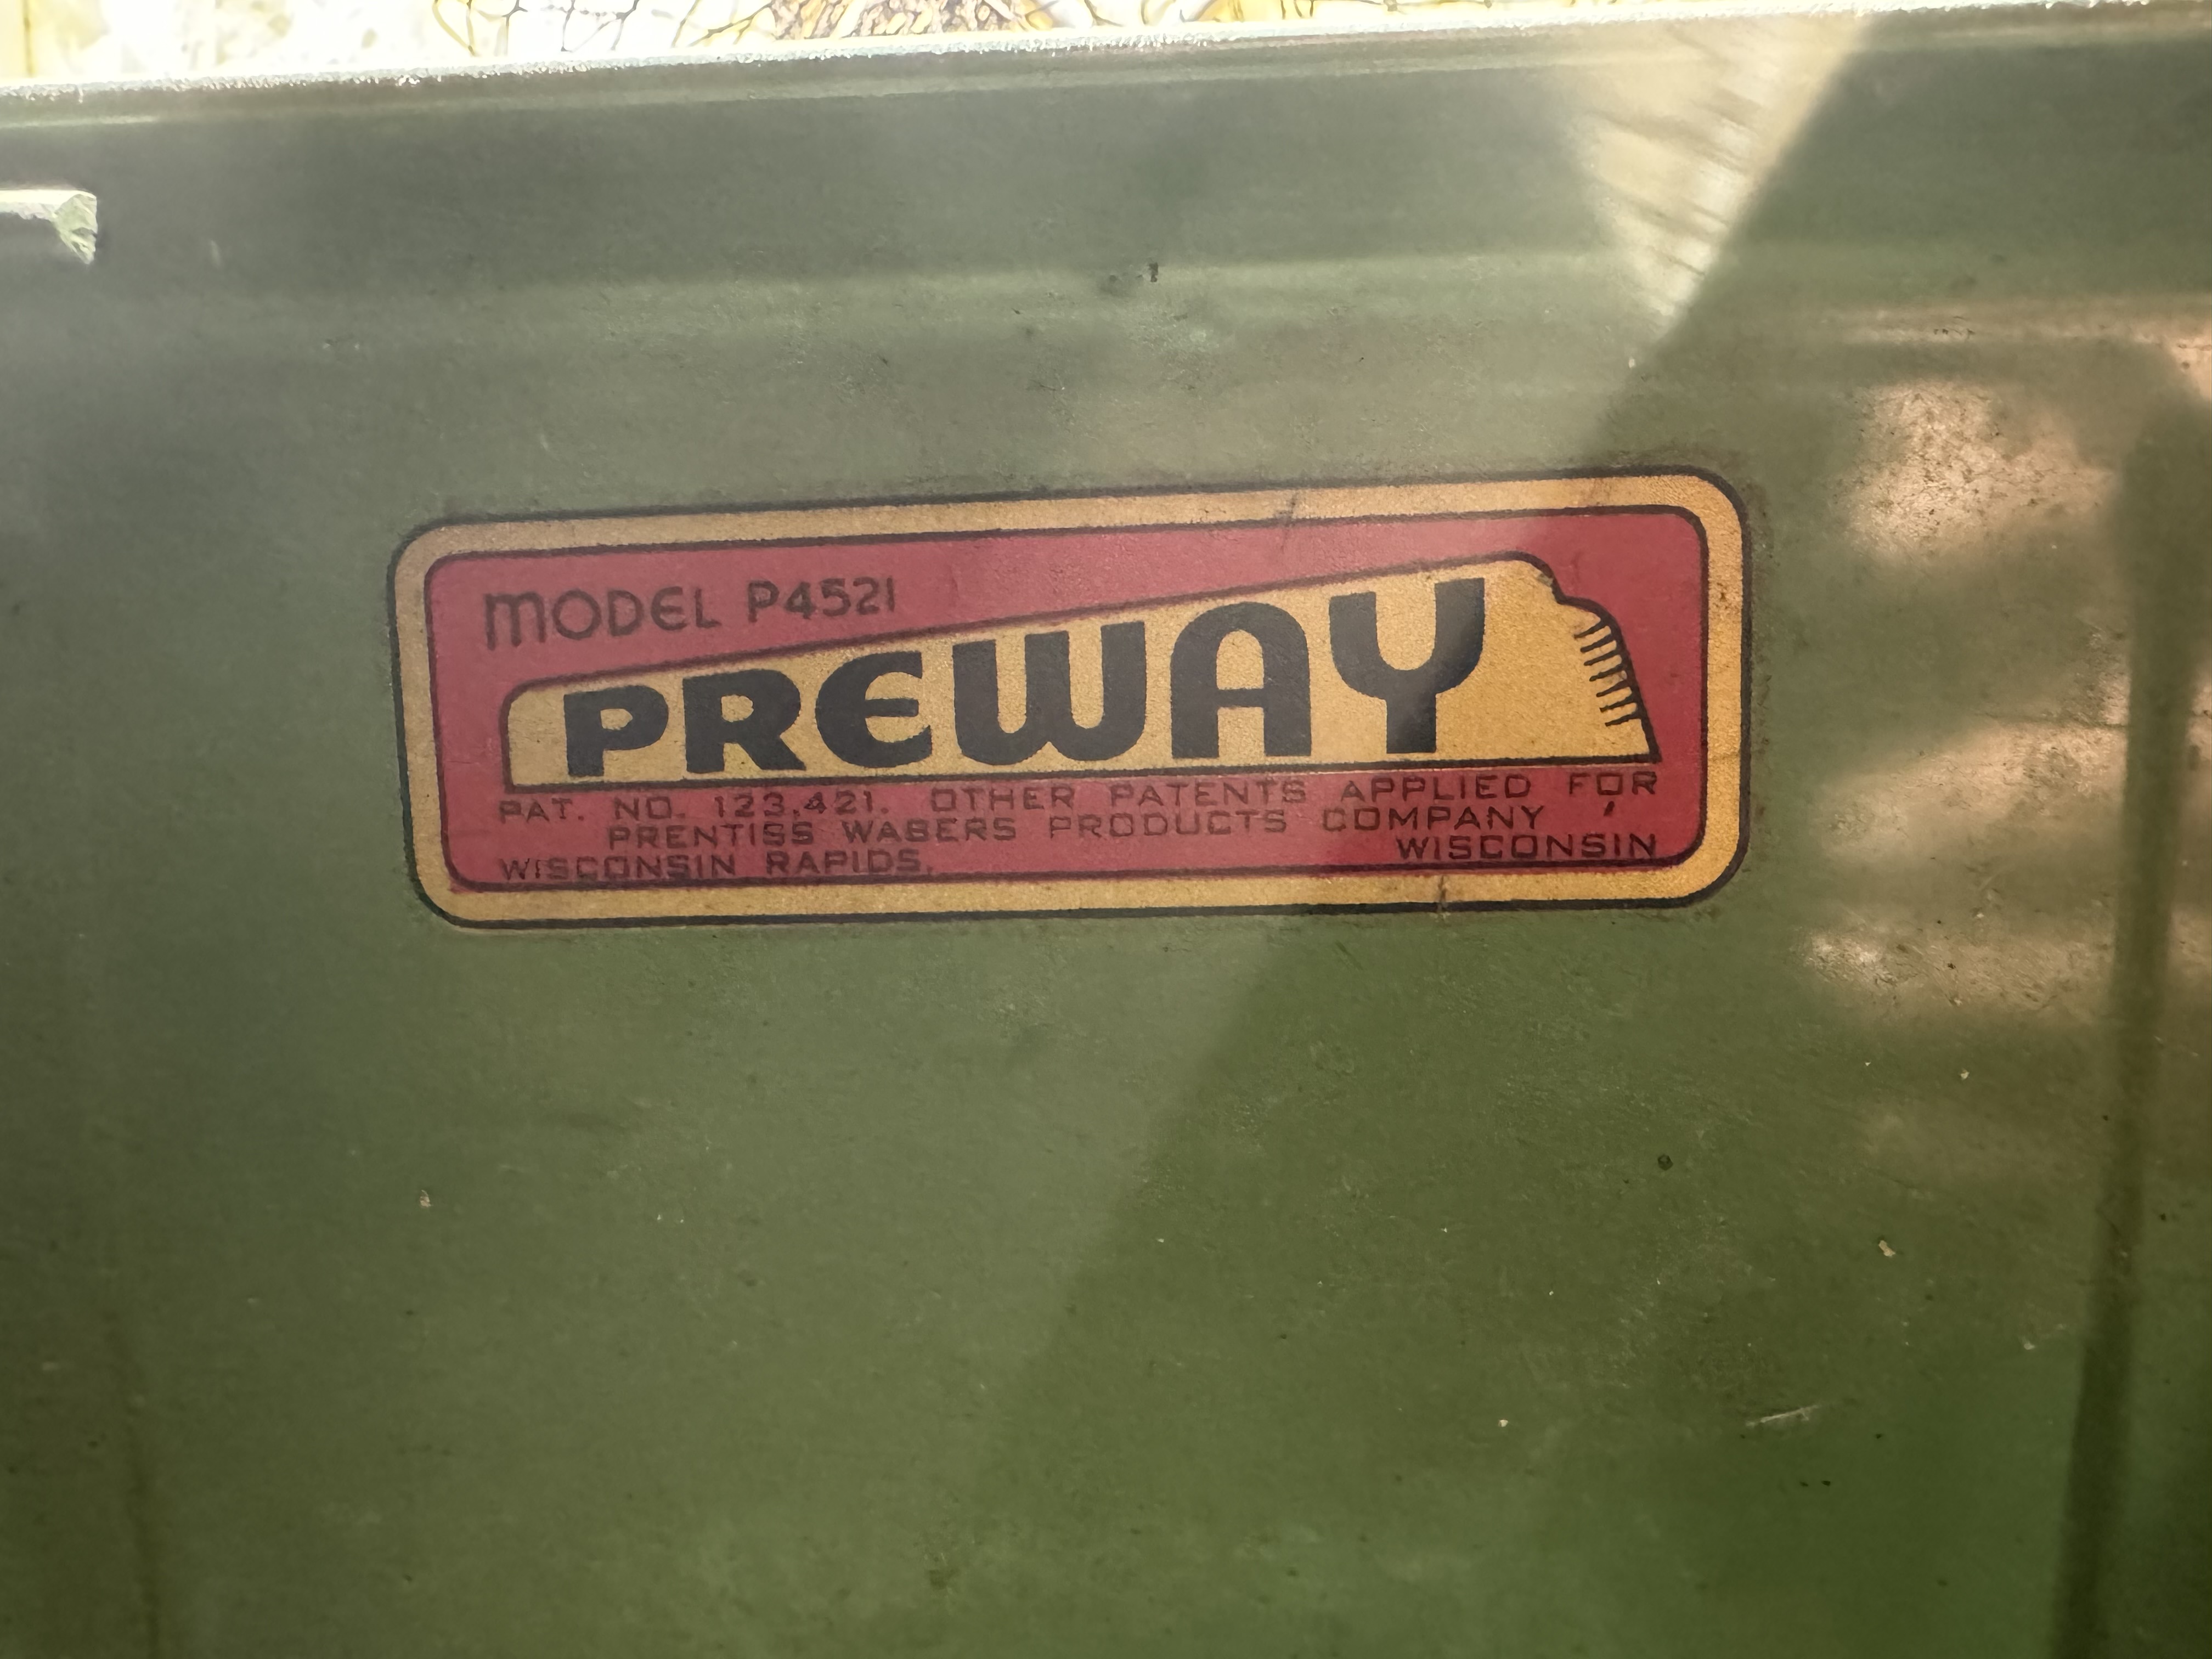 MODEL P4521
PREWAY
PAT. NO. 123,421. OTHER PATENTS APPLIED FOR
PRENTISS WABERS PRODUCTS COMPANY
WISCONSIN RAPIDS, WISCONSIN